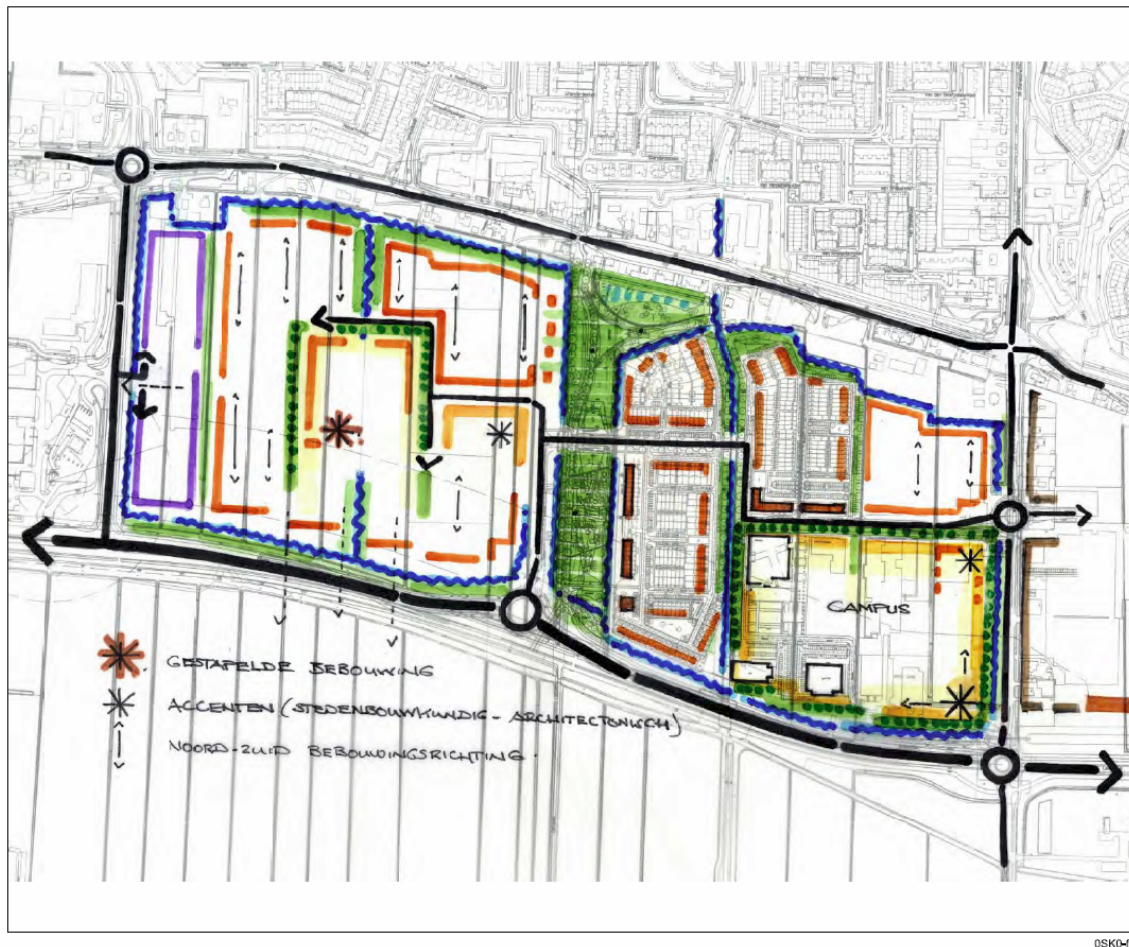 CAMPUS
GESTAPELDE BEBOUWING
ACCENTEN (STEDENBOUWKUNDIG - ARCHITECTONISCH)
NOORD-ZUID BEBOUWINGSRICHTING